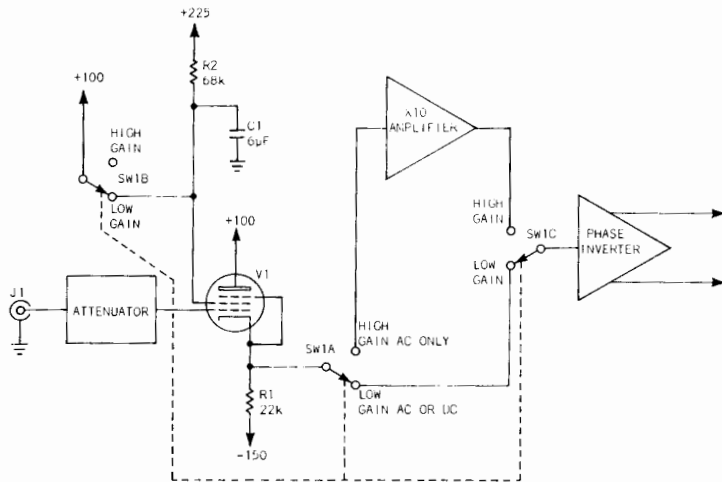 +225
R2
68k
+100
C1
6µF
HIGH
GAIN
SW1B
LOW
GAIN
X10
AMPLIFIER
HIGH
GAIN
SW1C
LOW
GAIN
PHASE
INVERTER
+100
V1
J1
ATTENUATOR
HIGH
GAIN AC ONLY
SW1A
LOW
GAIN AC OR DC
R1
22k
-150